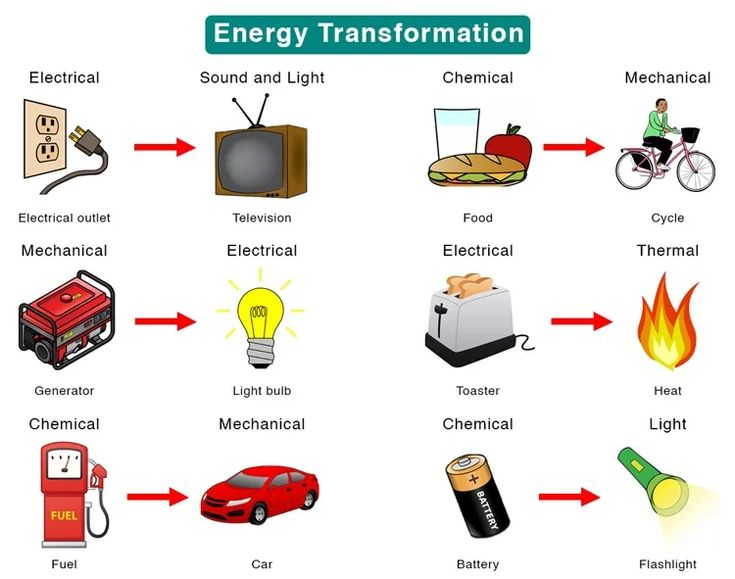 Energy Transformation
Electrical
Sound and Light
Chemical
Mechanical
Electrical outlet
Television
Food
Cycle
Mechanical
Electrical
Electrical
Thermal
Generator
Light bulb
Toaster
Heat
Chemical
Mechanical
Chemical
Light
FUEL
BATTERY
Fuel
Car
Battery
Flashlight